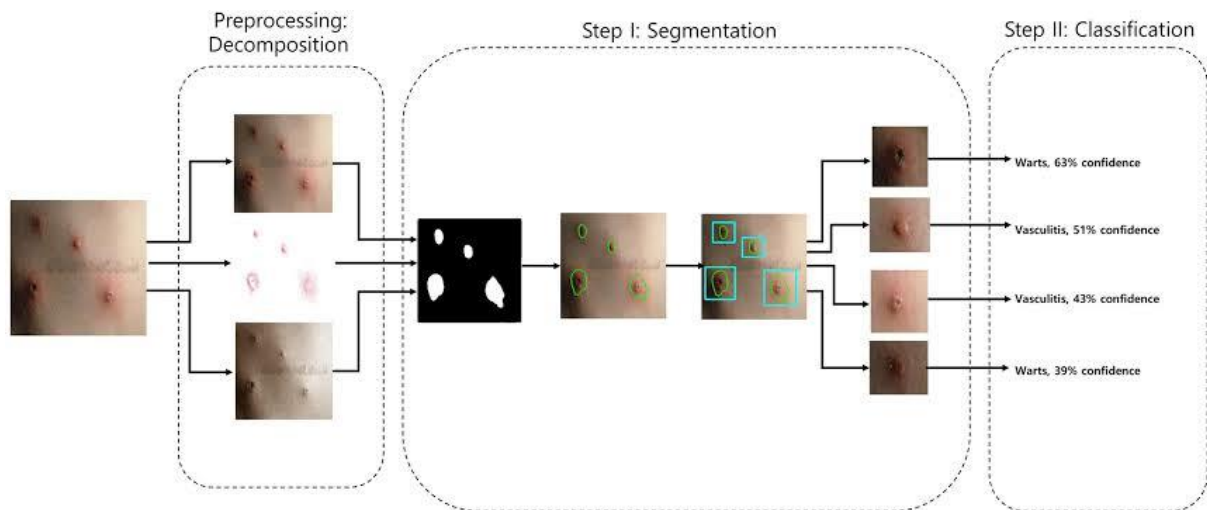 Preprocessing:
Decomposition
Step I: Segmentation
Step II: Classification
Warts, 63% confidence
Vasculitis, 51% confidence
Vasculitis, 43% confidence
Warts, 39% confidence